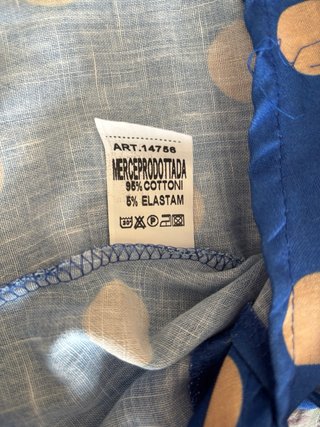 ART.14756
MERCEPRODOTTADA
95% COTTONI
5% ELASTAM